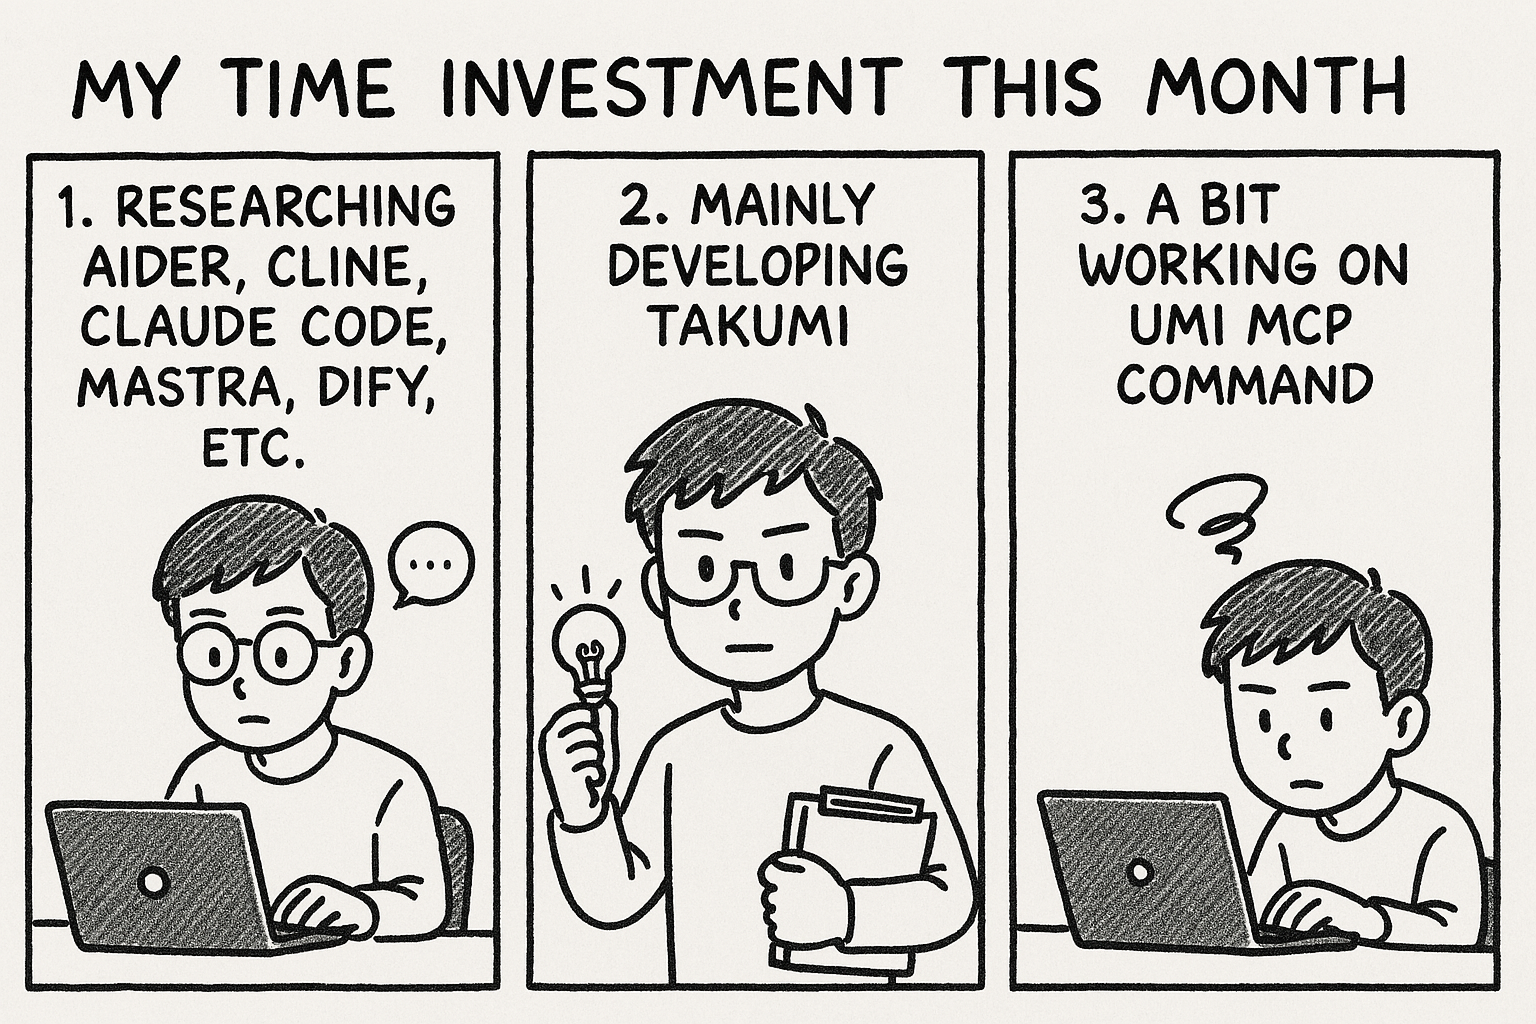 MY TIME INVESTMENT THIS MONTH
1. RESEARCHING
AIDER, CLINE,
CLAUDE CODE,
MASTRA, DIFY,
ETC.
...
2. MAINLY
DEVELOPING
TAKUMI
3. A BIT
WORKING ON
UMI MCP
COMMAND